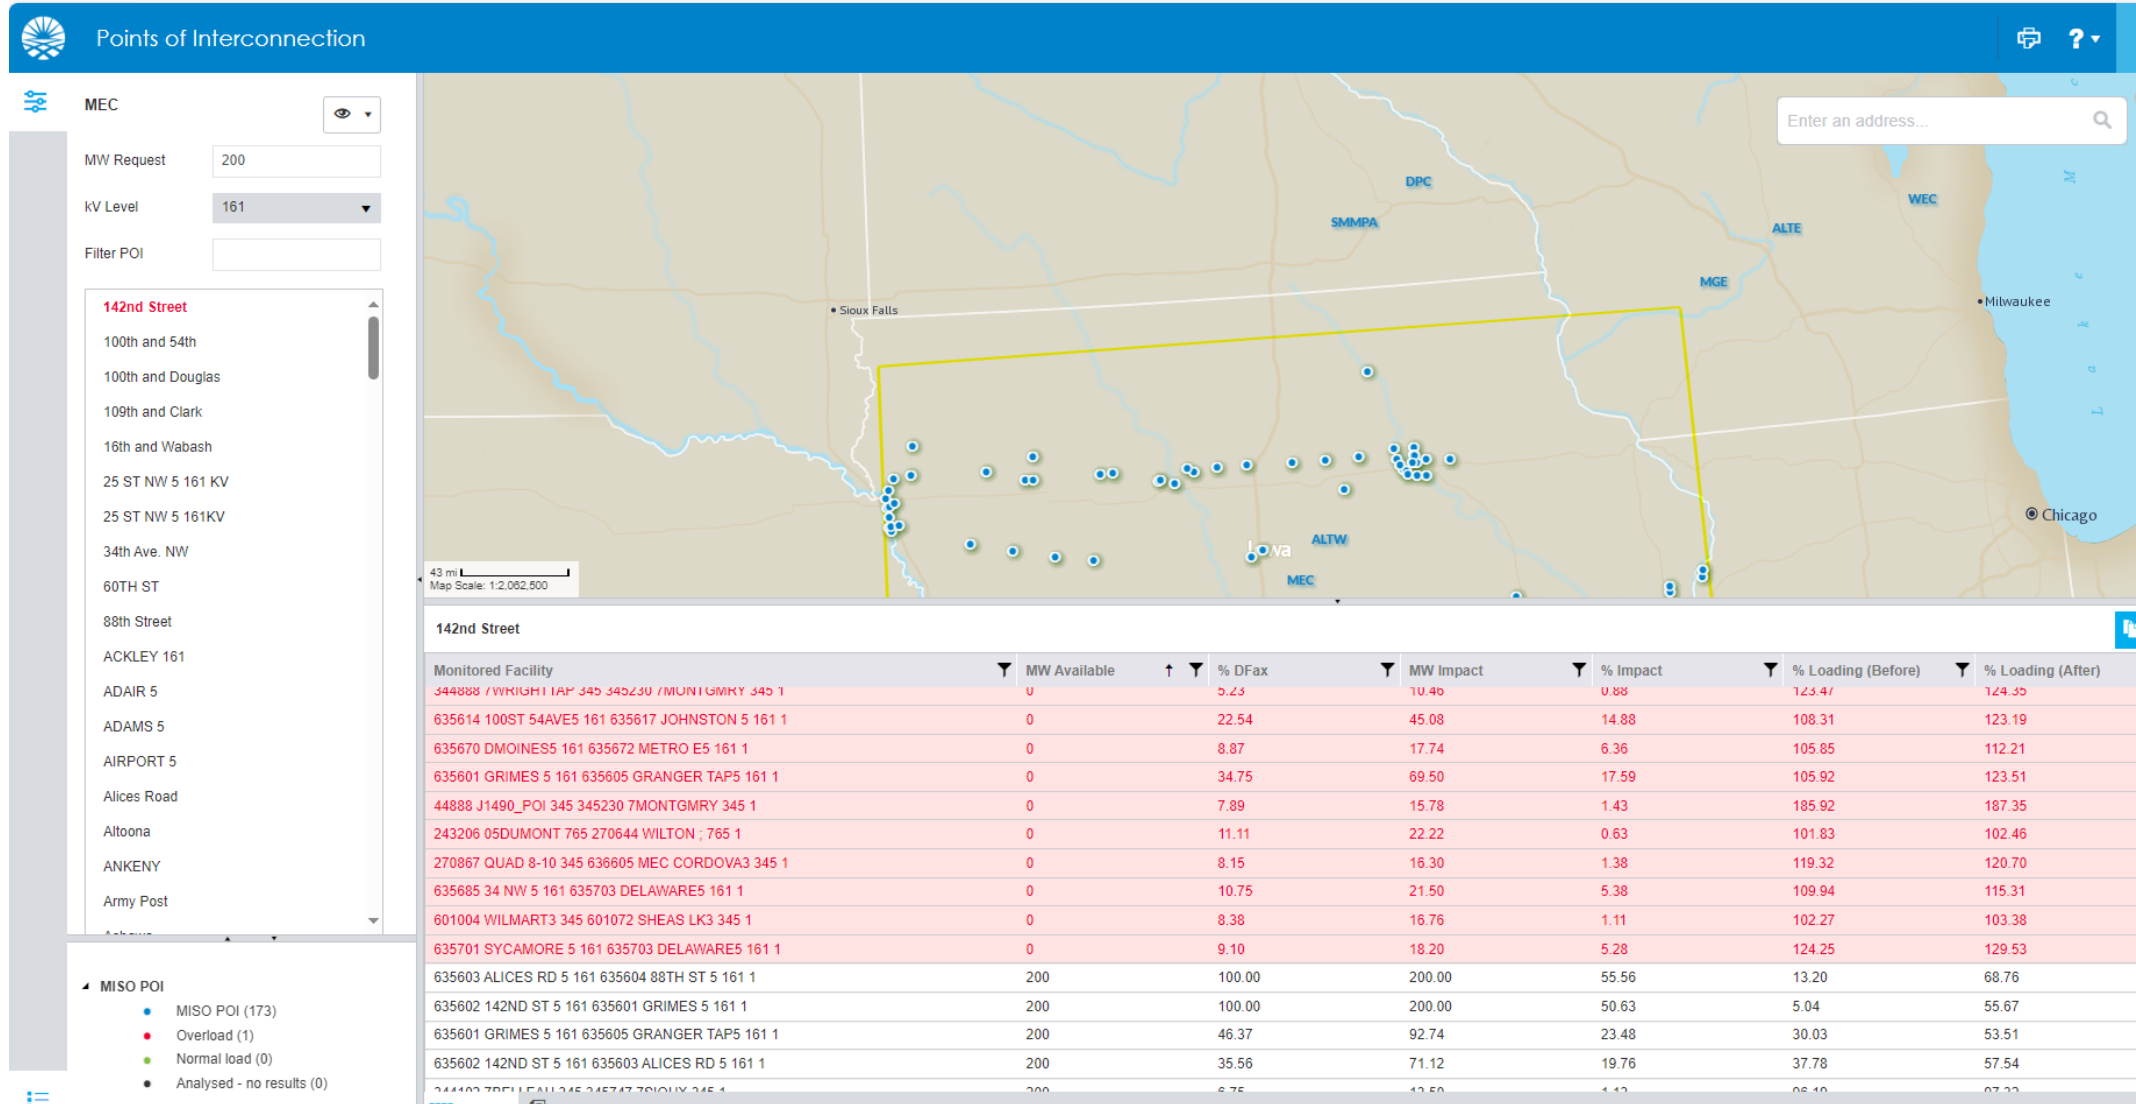 Points of Interconnection
?
MEC
MW Request 200
kV Level 161
Filter POI
142nd Street
100th and 54th
100th and Douglas
109th and Clark
16th and Wabash
25 ST NW 5 161 KV
25 ST NW 5 161KV
34th Ave. NW
60TH ST
88th Street
ACKLEY 161
ADAIR 5
ADAMS 5
AIRPORT 5
Alices Road
Altoona
ANKENY
Army Post
MISO POI
MISO POI (173)
Overload (1)
Normal load (0)
Analysed - no results (0)
Enter an address...
DPC
WEC
SMMPA
ALTE
MGE
Milwaukee
Sioux Falls
Chicago
ALTW
MEC
L a k e M
43 mi
Map Scale: 1:2,062,500
142nd Street
Monitored Facility MW Available % DFax MW Impact % Impact % Loading (Before) % Loading (After)
344888 7WRIGHTTAP 345 345230 7MONTGMRY 345 1 0 5.23 10.46 0.88 123.47 124.35
635614 100ST 54AVE5 161 635617 JOHNSTON 5 161 1 0 22.54 45.08 14.88 108.31 123.19
635670 DMOINES5 161 635672 METRO E5 161 1 0 8.87 17.74 6.36 105.85 112.21
635601 GRIMES 5 161 635605 GRANGER TAP5 161 1 0 34.75 69.50 17.59 105.92 123.51
44888 J1490_POI 345 345230 7MONTGMRY 345 1 0 7.89 15.78 1.43 185.92 187.35
243206 05DUMONT 765 270644 WILTON ; 765 1 0 11.11 22.22 0.63 101.83 102.46
270867 QUAD 8-10 345 636605 MEC CORDOVA3 345 1 0 8.15 16.30 1.38 119.32 120.70
635685 34 NW 5 161 635703 DELAWARE5 161 1 0 10.75 21.50 5.38 109.94 115.31
601004 WILMART3 345 601072 SHEAS LK3 345 1 0 8.38 16.76 1.11 102.27 103.38
635701 SYCAMORE 5 161 635703 DELAWARE5 161 1 0 9.10 18.20 5.28 124.25 129.53
635603 ALICES RD 5 161 635604 88TH ST 5 161 1 200 100.00 200.00 55.56 13.20 68.76
635602 142ND ST 5 161 635601 GRIMES 5 161 1 200 100.00 200.00 50.63 5.04 55.67
635601 GRIMES 5 161 635605 GRANGER TAP5 161 1 200 46.37 92.74 23.48 30.03 53.51
635602 142ND ST 5 161 635603 ALICES RD 5 161 1 200 35.56 71.12 19.76 37.78 57.54